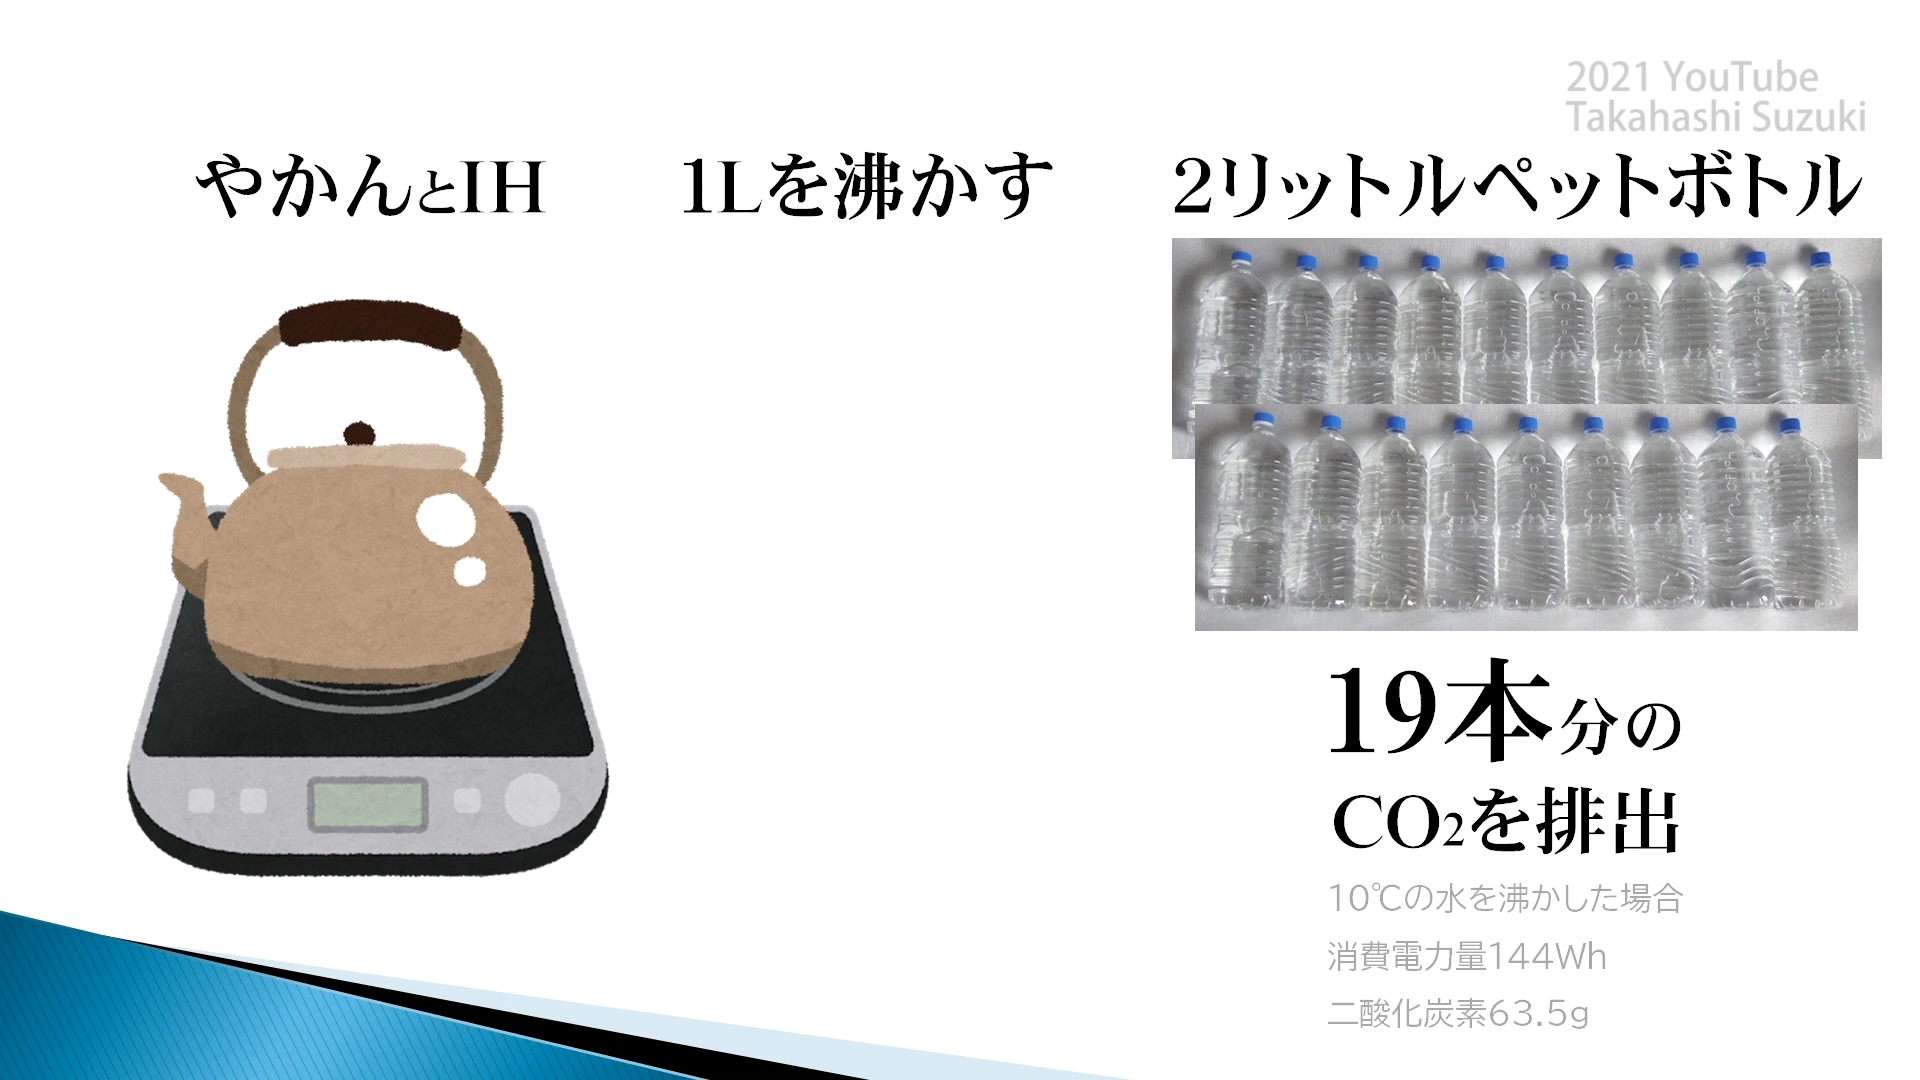 2021 YouTube
Takahashi Suzuki
やかんとIH
1Lを沸かす
2リットルペットボトル
19本分の
CO2を排出
10℃の水を沸かした場合
消費電力量144Wh
二酸化炭素63.5g